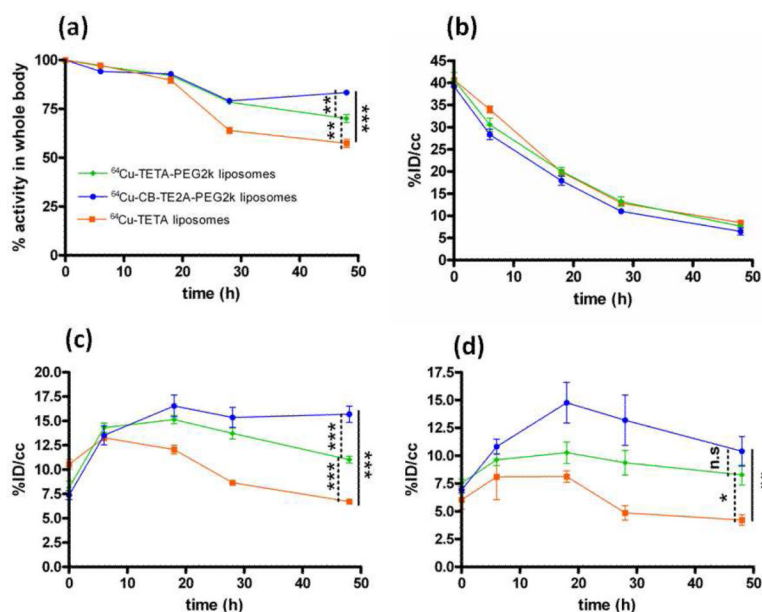 (a)
% activity in whole body
100
75
50
25
0
**
**
***
64Cu-TETA-PEG2k liposomes
64Cu-CB-TE2A-PEG2k liposomes
64Cu-TETA liposomes
0 10 20 30 40 50
time (h)
(b)
%ID/cc
45
40
35
30
25
20
15
10
5
0
0 10 20 30 40 50
time (h)
(c)
%ID/cc
20.0
17.5
15.0
12.5
10.0
7.5
5.0
2.5
0.0
***
***
***
0 10 20 30 40 50
time (h)
(d)
%ID/cc
20.0
17.5
15.0
12.5
10.0
7.5
5.0
2.5
0.0
n.s
*
0 10 20 30 40 50
time (h)